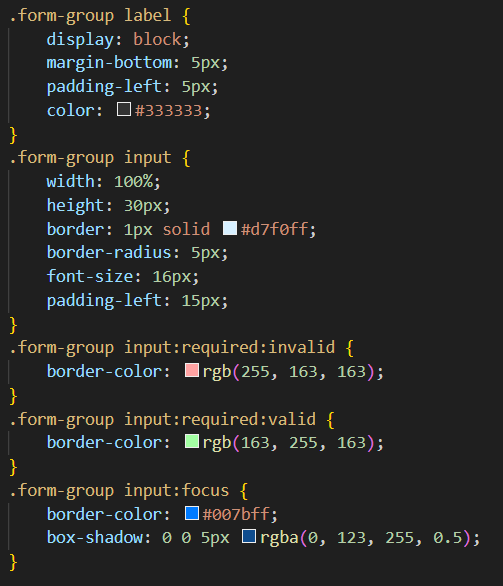 .form-group label {
    display: block;
    margin-bottom: 5px;
    padding-left: 5px;
    color: #333333;
}
.form-group input {
    width: 100%;
    height: 30px;
    border: 1px solid #d7f0ff;
    border-radius: 5px;
    font-size: 16px;
    padding-left: 15px;
}
.form-group input:required:invalid {
    border-color: rgb(255, 163, 163);
}
.form-group input:required:valid {
    border-color: rgb(163, 255, 163);
}
.form-group input:focus {
    border-color: #007bff;
    box-shadow: 0 0 5px rgba(0, 123, 255, 0.5);
}